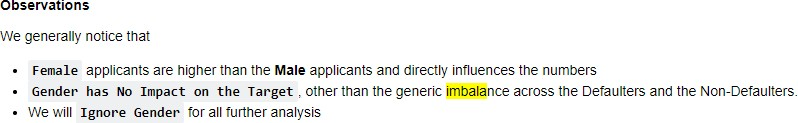 Observations
We generally notice that
• Female applicants are higher than the Male applicants and directly influences the numbers
• Gender has No Impact on the Target , other than the generic imbalance across the Defaulters and the Non-Defaulters.
• We will Ignore Gender for all further analysis